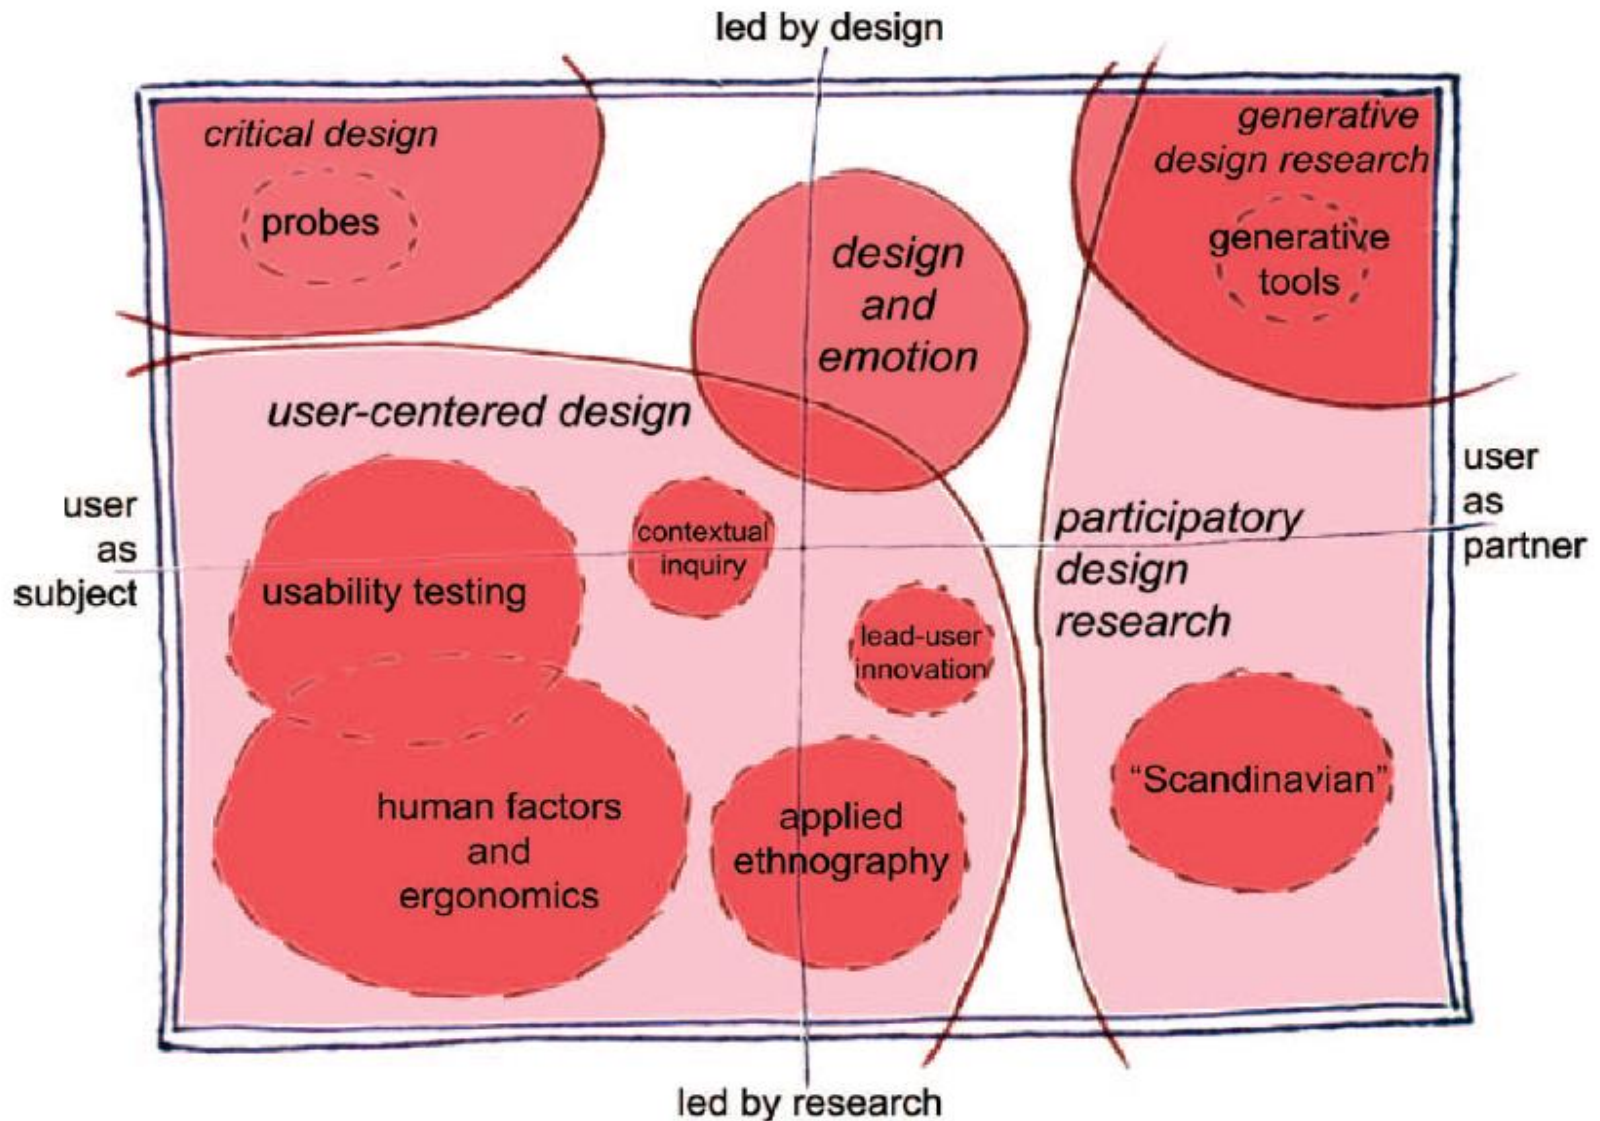 led by design
critical design
probes
generative
design research
generative
tools
design
and
emotion
user-centered design
user
as
subject
user
as
partner
contextual
inquiry
usability testing
participatory
design
research
lead-user
innovation
human factors
and
ergonomics
applied
ethnography
“Scandinavian”
led by research